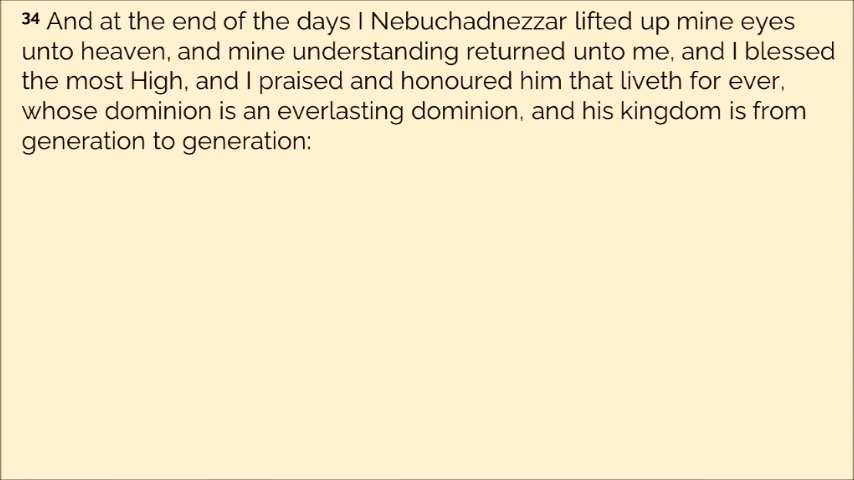 34 And at the end of the days I Nebuchadnezzar lifted up mine eyes
unto heaven, and mine understanding returned unto me, and I blessed
the most High, and I praised and honoured him that liveth for ever,
whose dominion is an everlasting dominion, and his kingdom is from
generation to generation: